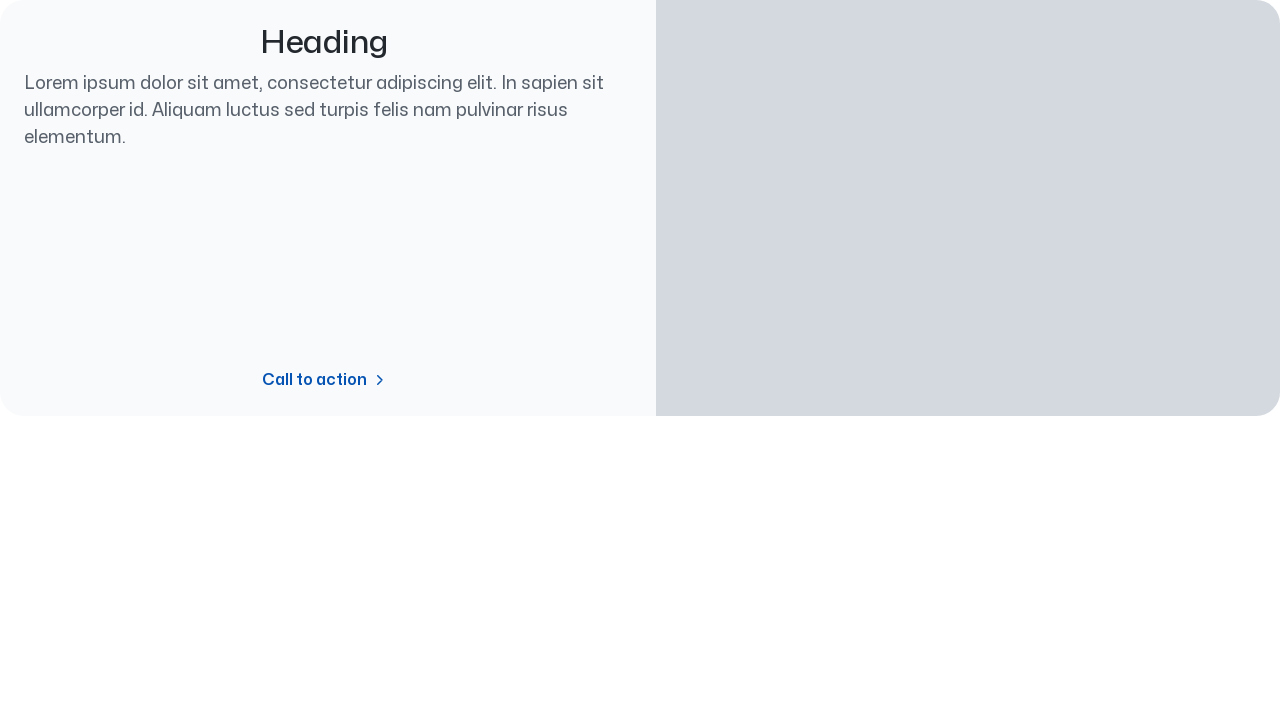 Heading
Lorem ipsum dolor sit amet, consectetur adipiscing elit. In sapien sit
ullamcorper id. Aliquam luctus sed turpis felis nam pulvinar risus
elementum.
Call to action